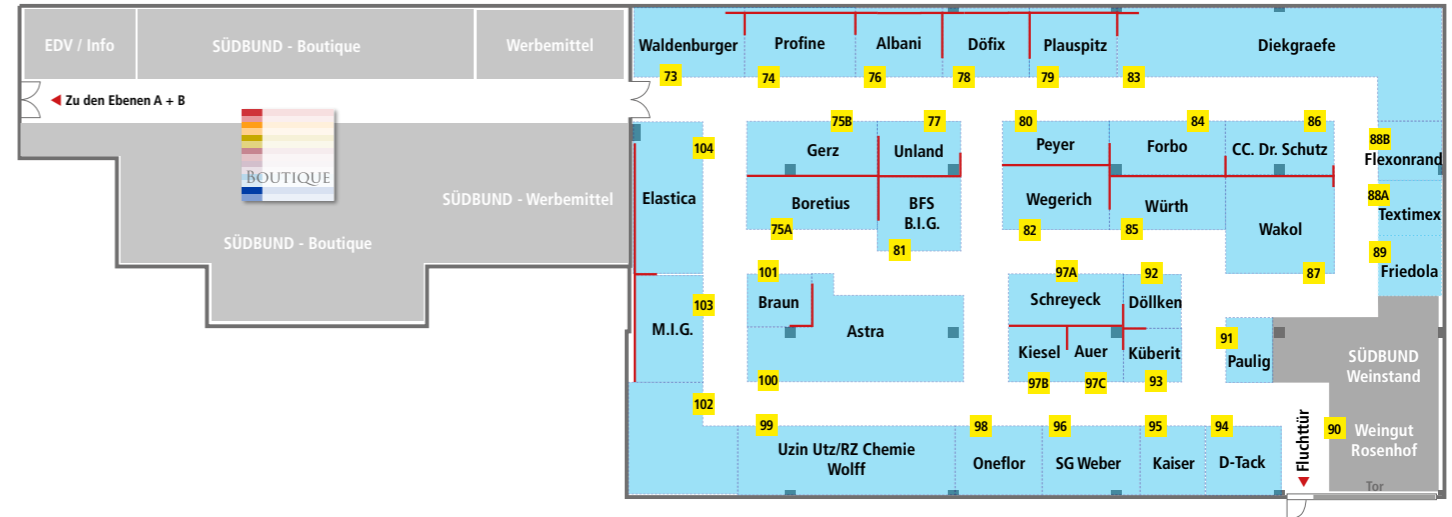 EDV / Info
SÜDBUND - Boutique
Werbemittel
Zu den Ebenen A + B
BOUTIQUE
SÜDBUND - Werbemittel
SÜDBUND - Boutique
Waldenburger
Profine
Albani
Döfix
Plauspitz
Diekgraefe
73
74
76
78
79
83
75B
77
80
84
86
104
88B
Gerz
Unland
Peyer
Forbo
CC. Dr. Schutz
Flexonrand
Elastica
Boretius
BFS
B.I.G.
Wegerich
Würth
Wakol
88A
Textimex
75A
81
82
85
87
89
Friedola
101
97A
92
103
Braun
Schreyeck
Döllken
M.I.G.
Astra
Kiesel
Auer
Küberit
91
Paulig
SÜDBUND
Weinstand
100
97B
97C
93
102
99
98
96
95
94
Fluchttür
90
Uzin Utz/RZ Chemie
Wolff
Oneflor
SG Weber
Kaiser
D-Tack
Weingut
Rosenhof
Tor